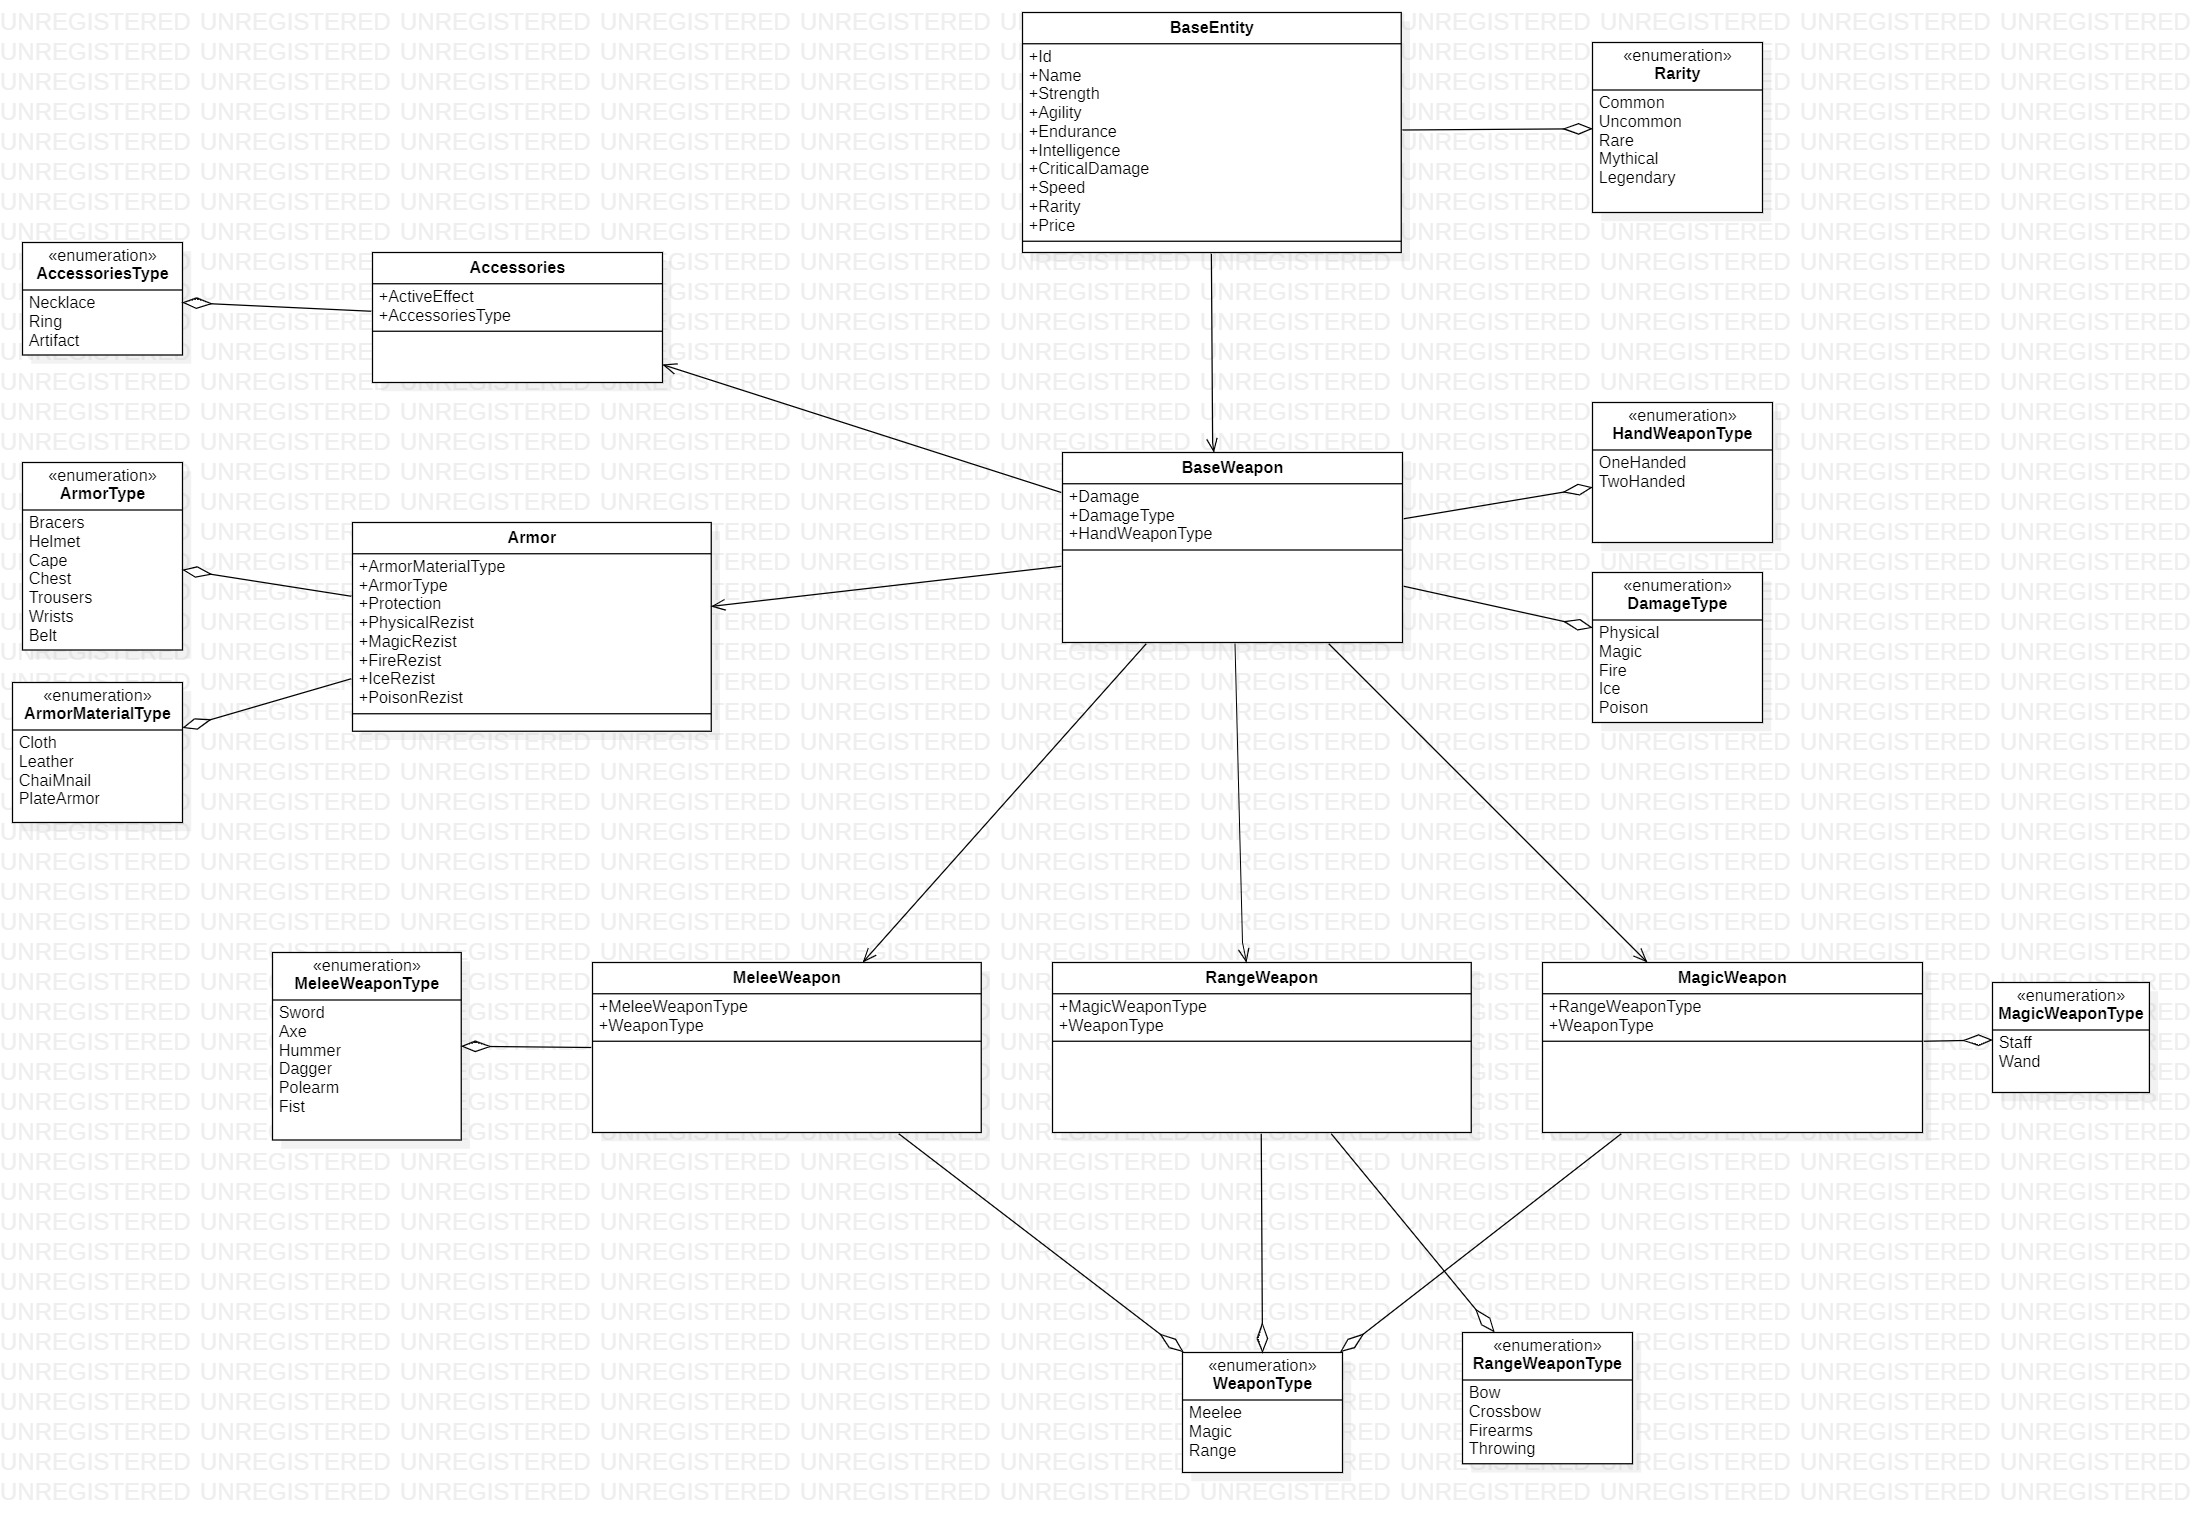 BaseEntity
+Id
+Name
+Strength
+Agility
+Endurance
+Intelligence
+CriticalDamage
+Speed
+Rarity
+Price
«enumeration»
Rarity
Common
Uncommon
Rare
Mythical
Legendary
«enumeration»
AccessoriesType
Necklace
Ring
Artifact
Accessories
+ActiveEffect
+AccessoriesType
«enumeration»
HandWeaponType
OneHanded
TwoHanded
BaseWeapon
+Damage
+DamageType
+HandWeaponType
«enumeration»
ArmorType
Bracers
Helmet
Cape
Chest
Trousers
Wrists
Belt
Armor
+ArmorMaterialType
+ArmorType
+Protection
+PhysicalRezist
+MagicRezist
+FireRezist
+IceRezist
+PoisonRezist
«enumeration»
DamageType
Physical
Magic
Fire
Ice
Poison
«enumeration»
ArmorMaterialType
Cloth
Leather
ChaiMnail
PlateArmor
«enumeration»
MeleeWeaponType
Sword
Axe
Hummer
Dagger
Polearm
Fist
MeleeWeapon
+MeleeWeaponType
+WeaponType
RangeWeapon
+MagicWeaponType
+WeaponType
MagicWeapon
+RangeWeaponType
+WeaponType
«enumeration»
MagicWeaponType
Staff
Wand
«enumeration»
WeaponType
Meelee
Magic
Range
«enumeration»
RangeWeaponType
Bow
Crossbow
Firearms
Throwing
UNREGISTERED